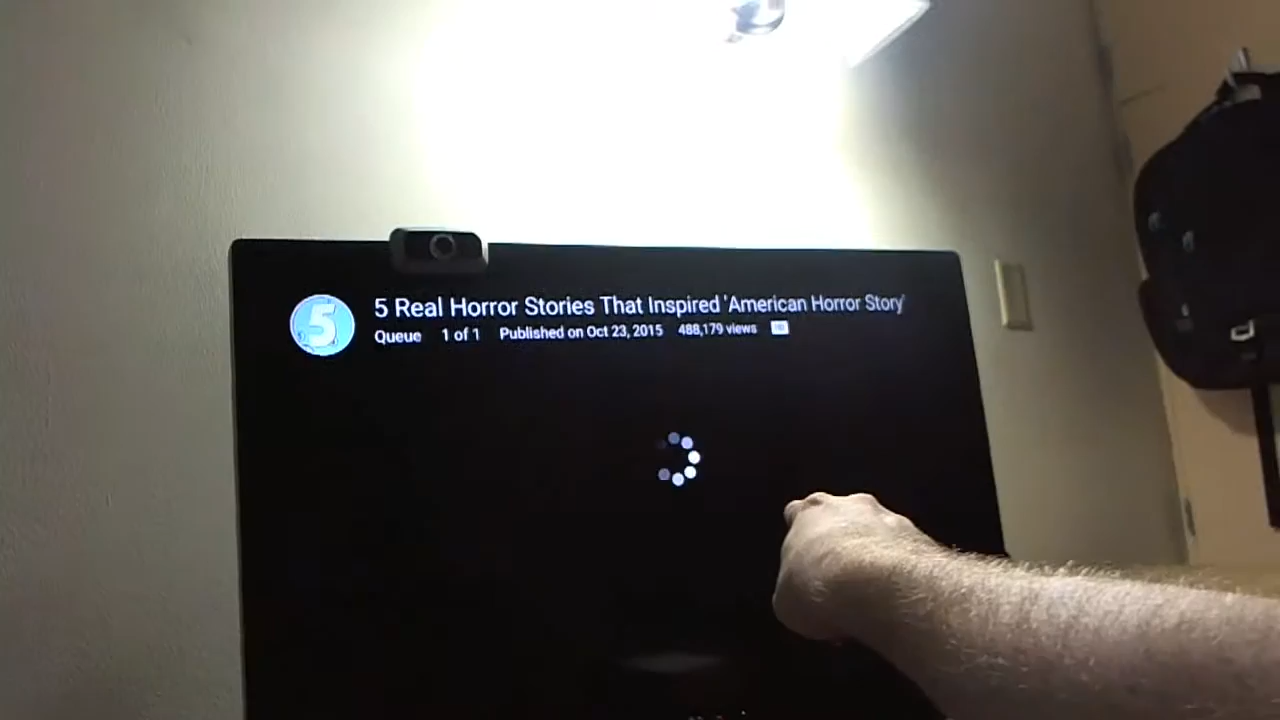 5 Real Horror Stories That Inspired 'American Horror Story'
Queue 1 of 1 Published on Oct 23, 2015 488,179 views HD
5